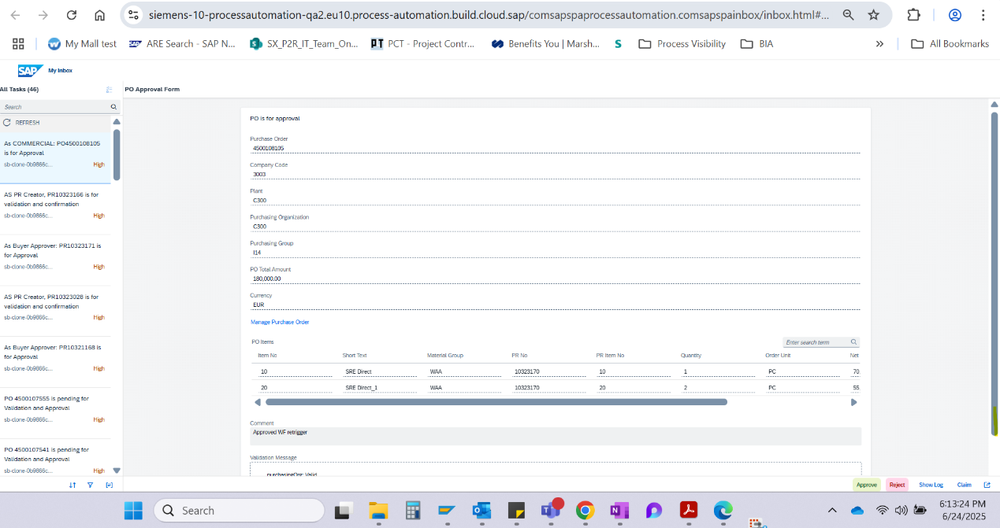 siemens-10-processautomation-qa2.eu10.process-automation.build.cloud.sap/comsapspaprocessautomation.comsapspainbox/inbox.html#...
My Mall test
SAP
ARE Search - SAP N...
SX_P2R_IT_Team_On...
PCT - Project Contr...
Benefits You | Marsh...
S
Process Visibility
BIA
»
All Bookmarks
SAP
My Inbox
All Tasks (46)
PO Approval Form
Search
REFRESH
As COMMERCIAL: PO4500108105
is for Approval
sb-clone-0b9866c...
High
AS PR Creator, PR10323166 is for
validation and confirmation
sb-clone-0b9866c...
High
As Buyer Approver: PR10323171 is
for Approval
sb-clone-0b9866c...
High
AS PR Creator, PR10323028 is for
validation and confirmation
sb-clone-0b9866c...
High
As Buyer Approver: PR10321168 is
for Approval
sb-clone-0b9866c...
High
PO 4500107555 is pending for
Validation and Approval
sb-clone-0b9866c...
High
PO 4500107541 is pending for
Validation and Approval
sb-clone-0b9866c...
High
PO is for approval
Purchase Order
4500108105
Company Code
3003
Plant
C300
Purchasing Organization
C300
Purchasing Group
I14
PO Total Amount
180,000.00
Currency
EUR
Manage Purchase Order
PO Items
Enter search term
Item No Short Text Material Group PR No PR Item No Quantity Order Unit Net
10 SRE Direct WAA 10323170 10 1 PC 70
20 SRE Direct_1 WAA 10323170 20 2 PC 55
Comment
Approved WF retrigger
Validation Message
purchasingOrg: Valid
Approve
Reject
Show Log
Claim
Search
6:13:24 PM
6/24/2025